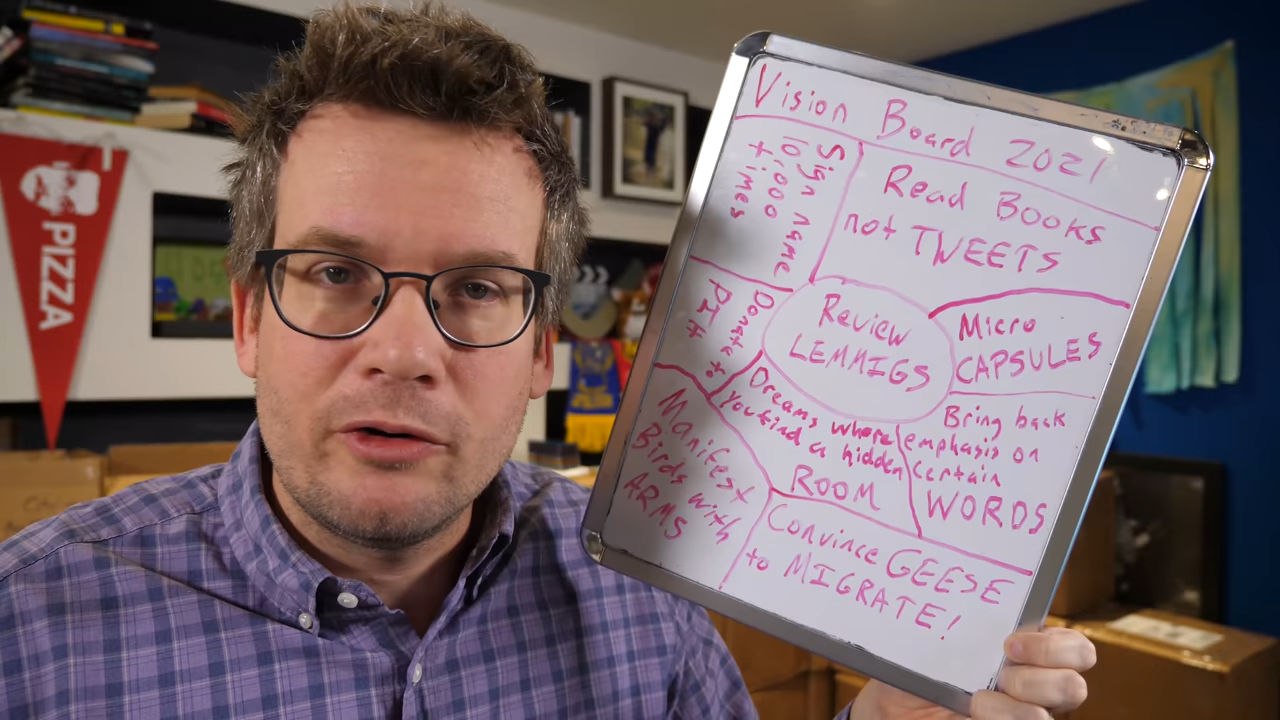 PIZZA
Vision Board 2021
Sign name
10,000
times
Read Books
not TWEETS
Donate to
PIH
Review
LEMMIGS
Micro
CAPSULES
Dreams where
You find a hidden
ROOM
Bring back
emphasis on
certain
WORDS
Manifest
Birds with
ARMS
Convince GEESE
to MIGRATE!